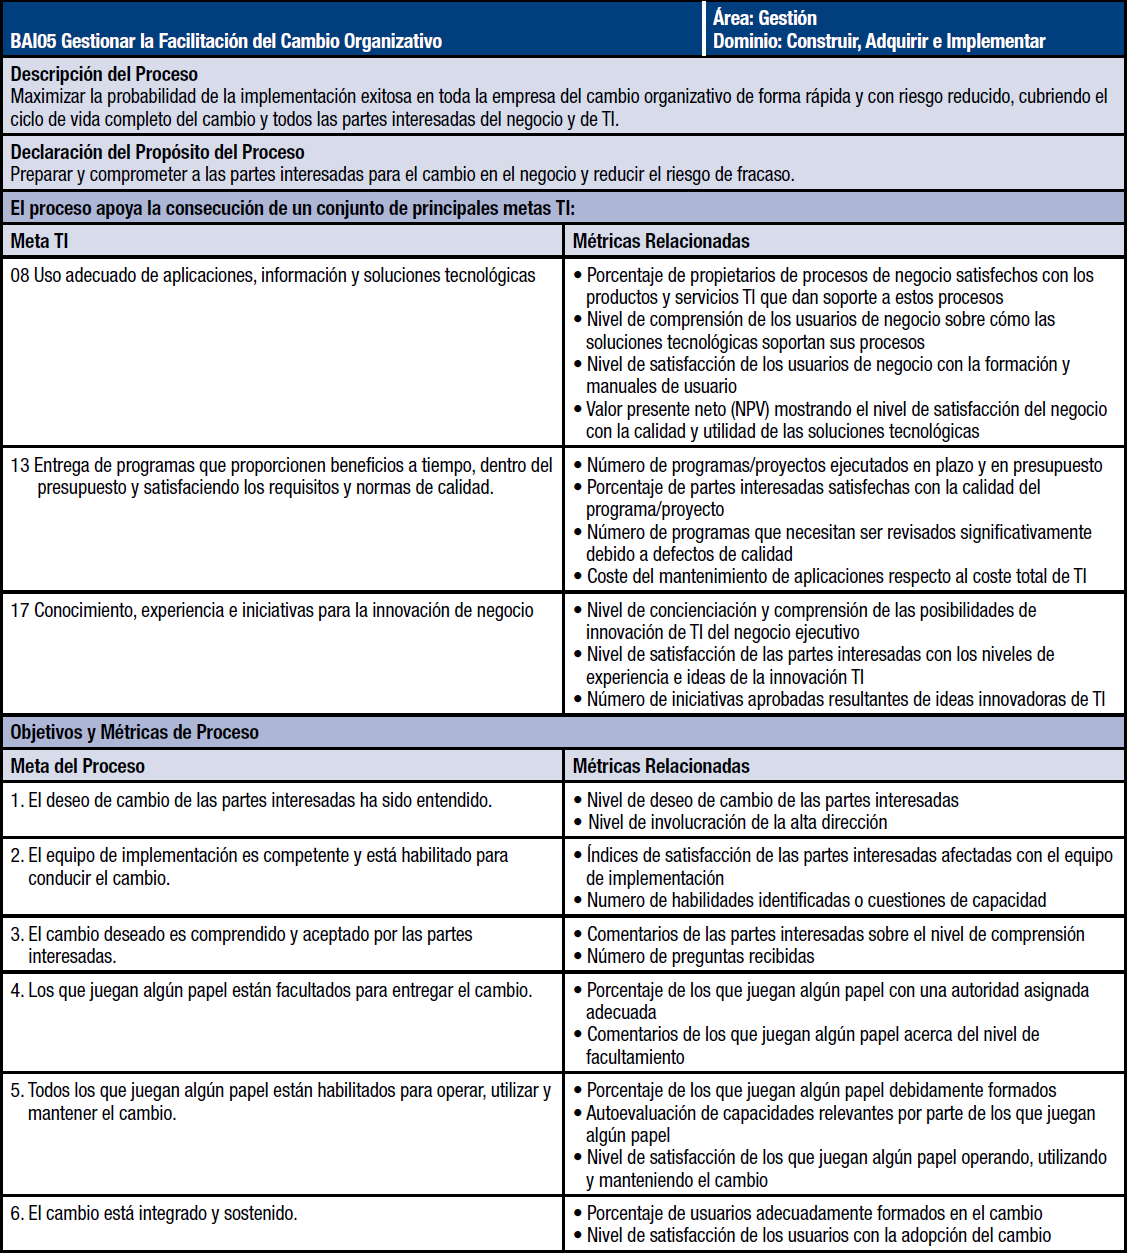 BAI05 Gestionar la Facilitación del Cambio Organizativo
Área: Gestión
Dominio: Construir, Adquirir e Implementar
Descripción del Proceso
Maximizar la probabilidad de la implementación exitosa en toda la empresa del cambio organizativo de forma rápida y con riesgo reducido, cubriendo el
ciclo de vida completo del cambio y todos las partes interesadas del negocio y de TI.
Declaración del Propósito del Proceso
Preparar y comprometer a las partes interesadas para el cambio en el negocio y reducir el riesgo de fracaso.
El proceso apoya la consecución de un conjunto de principales metas TI:
Meta TI
Métricas Relacionadas
08 Uso adecuado de aplicaciones, información y soluciones tecnológicas
• Porcentaje de propietarios de procesos de negocio satisfechos con los
productos y servicios TI que dan soporte a estos procesos
• Nivel de comprensión de los usuarios de negocio sobre cómo las
soluciones tecnológicas soportan sus procesos
• Nivel de satisfacción de los usuarios de negocio con la formación y
manuales de usuario
• Valor presente neto (NPV) mostrando el nivel de satisfacción del negocio
con la calidad y utilidad de las soluciones tecnológicas
13 Entrega de programas que proporcionen beneficios a tiempo, dentro del
presupuesto y satisfaciendo los requisitos y normas de calidad.
• Número de programas/proyectos ejecutados en plazo y en presupuesto
• Porcentaje de partes interesadas satisfechas con la calidad del
programa/proyecto
• Número de programas que necesitan ser revisados significativamente
debido a defectos de calidad
• Coste del mantenimiento de aplicaciones respecto al coste total de TI
17 Conocimiento, experiencia e iniciativas para la innovación de negocio
• Nivel de concienciación y comprensión de las posibilidades de
innovación de TI del negocio ejecutivo
• Nivel de satisfacción de las partes interesadas con los niveles de
experiencia e ideas de la innovación TI
• Número de iniciativas aprobadas resultantes de ideas innovadoras de TI
Objetivos y Métricas de Proceso
Meta del Proceso
Métricas Relacionadas
1. El deseo de cambio de las partes interesadas ha sido entendido.
• Nivel de deseo de cambio de las partes interesadas
• Nivel de involucración de la alta dirección
2. El equipo de implementación es competente y está habilitado para
conducir el cambio.
• Índices de satisfacción de las partes interesadas afectadas con el equipo
de implementación
• Numero de habilidades identificadas o cuestiones de capacidad
3. El cambio deseado es comprendido y aceptado por las partes
interesadas.
• Comentarios de las partes interesadas sobre el nivel de comprensión
• Número de preguntas recibidas
4. Los que juegan algún papel están facultados para entregar el cambio.
• Porcentaje de los que juegan algún papel con una autoridad asignada
adecuada
• Comentarios de los que juegan algún papel acerca del nivel de
facultamiento
5. Todos los que juegan algún papel están habilitados para operar, utilizar y
mantener el cambio.
• Porcentaje de los que juegan algún papel debidamente formados
• Autoevaluación de capacidades relevantes por parte de los que juegan
algún papel
• Nivel de satisfacción de los que juegan algún papel operando, utilizando
y manteniendo el cambio
6. El cambio está integrado y sostenido.
• Porcentaje de usuarios adecuadamente formados en el cambio
• Nivel de satisfacción de los usuarios con la adopción del cambio